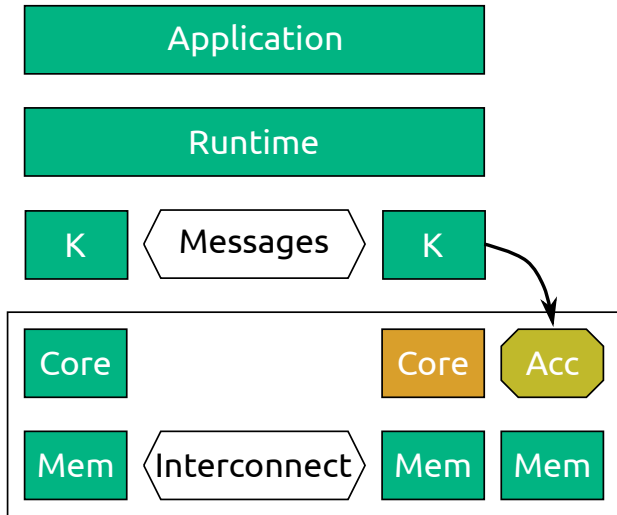 Application
Runtime
K Messages K
Core Core Acc
Mem Interconnect Mem Mem